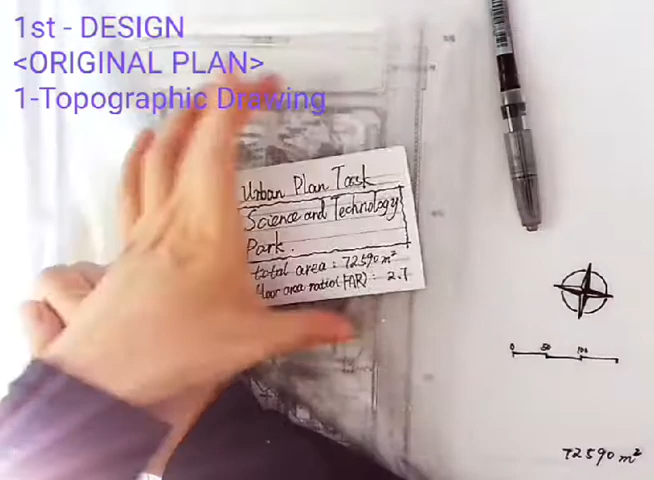 1st - DESIGN
<ORIGINAL PLAN>
1-Topographic Drawing
Urban Plan Task
Science and Technology
Park.
total area: 72590 m²
floor area ratio(FAR): 2.7
0 50 100
72590 m²